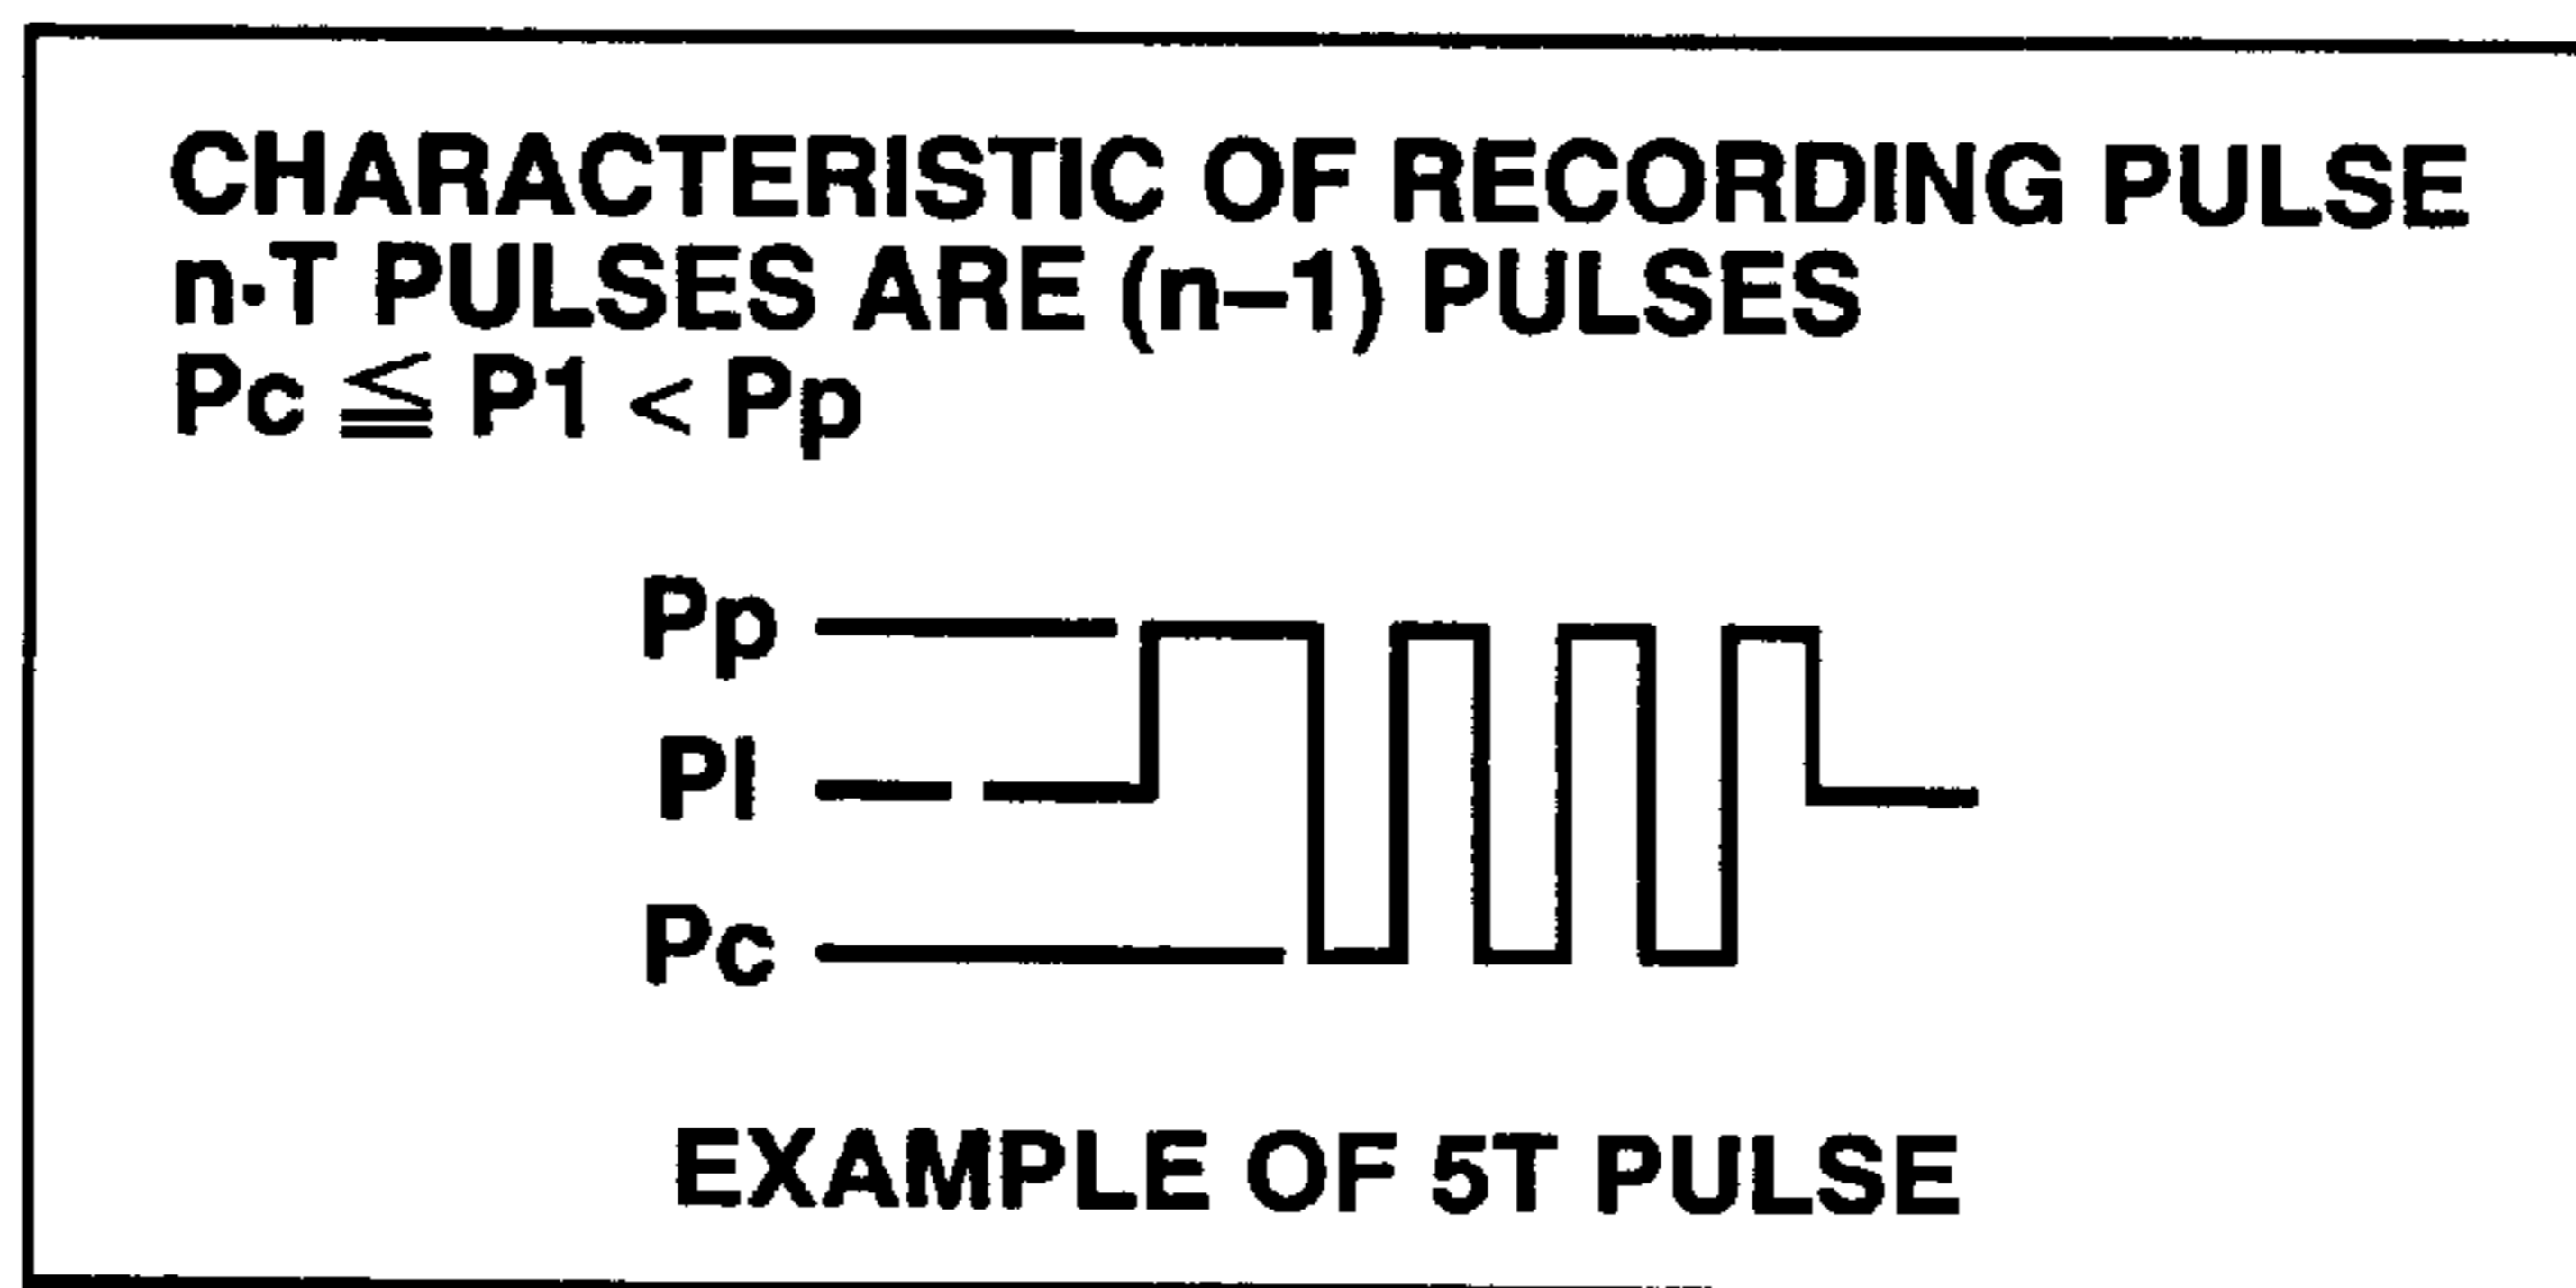 CHARACTERISTIC OF RECORDING PULSE
n·T PULSES ARE (n–1) PULSES
Pc ≦ P1 < Pp
Pp
Pl
Pc
EXAMPLE OF 5T PULSE